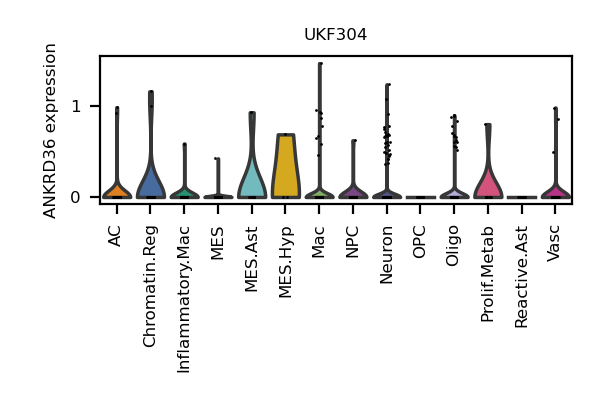 UKF304
ANKRD36 expression
1
0
AC
Chromatin.Reg
Inflammatory.Mac
MES
MES.Ast
MES.Hyp
Mac
NPC
Neuron
OPC
Oligo
Prolif.Metab
Reactive.Ast
Vasc